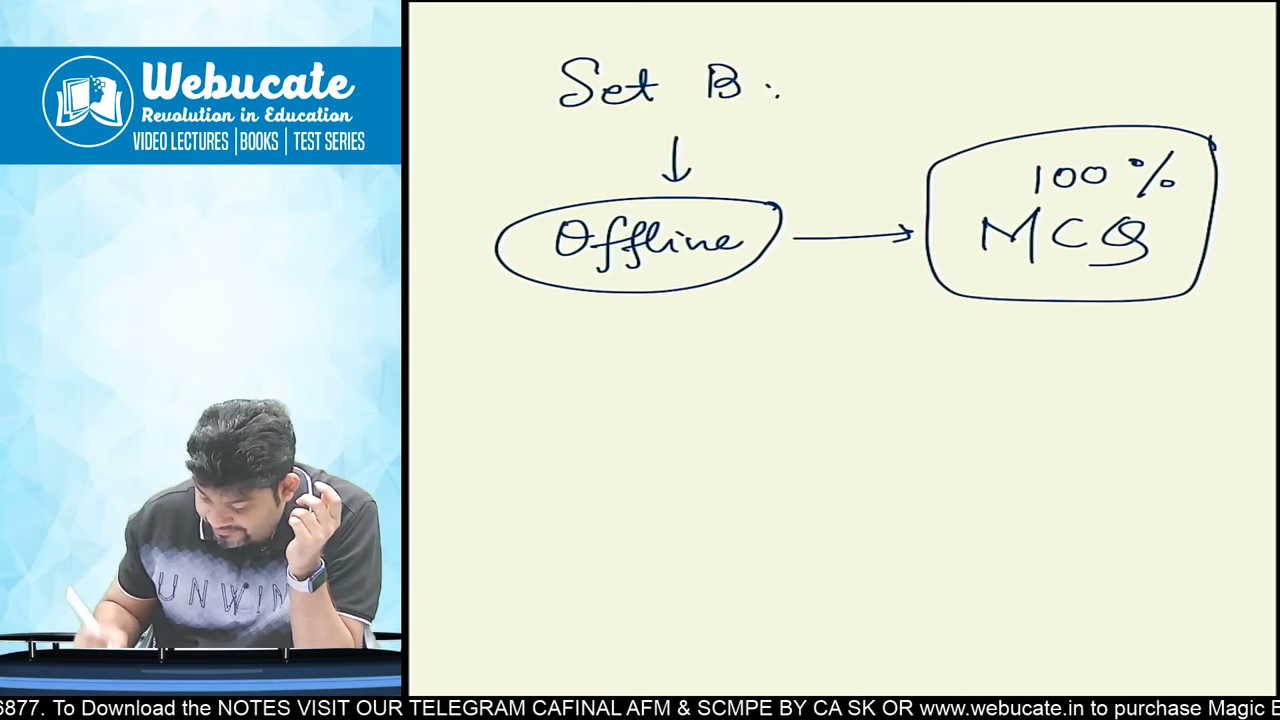 Webucate
Revolution in Education
VIDEO LECTURES | BOOKS | TEST SERIES
Set B :
↓
Offline → 100 %
MCQ
UNWIN
6877. To Download the NOTES VISIT OUR TELEGRAM CAFINAL AFM & SCMPE BY CA SK OR www.webucate.in to purchase Magic E